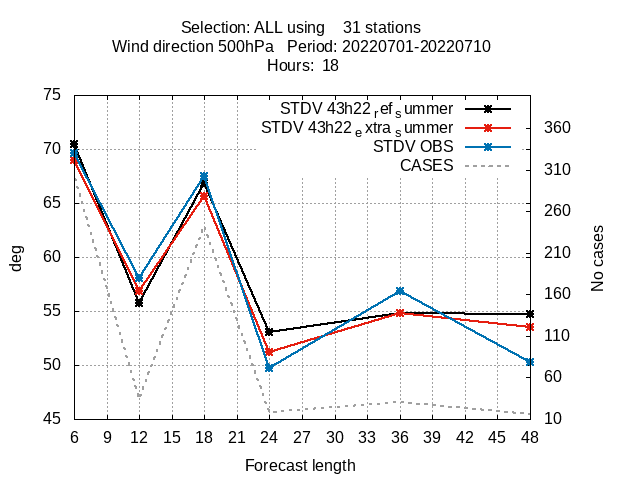 Selection: ALL using 31 stations
Wind direction 500hPa Period: 20220701-20220710
Hours: 18
STDV 43h22ᵣefₛummer
STDV 43h22ₑxtraₛummer
STDV OBS
CASES
75
70
65
60
55
50
45
deg
360
310
260
210
160
110
60
10
No cases
6 9 12 15 18 21 24 27 30 33 36 39 42 45 48
Forecast length